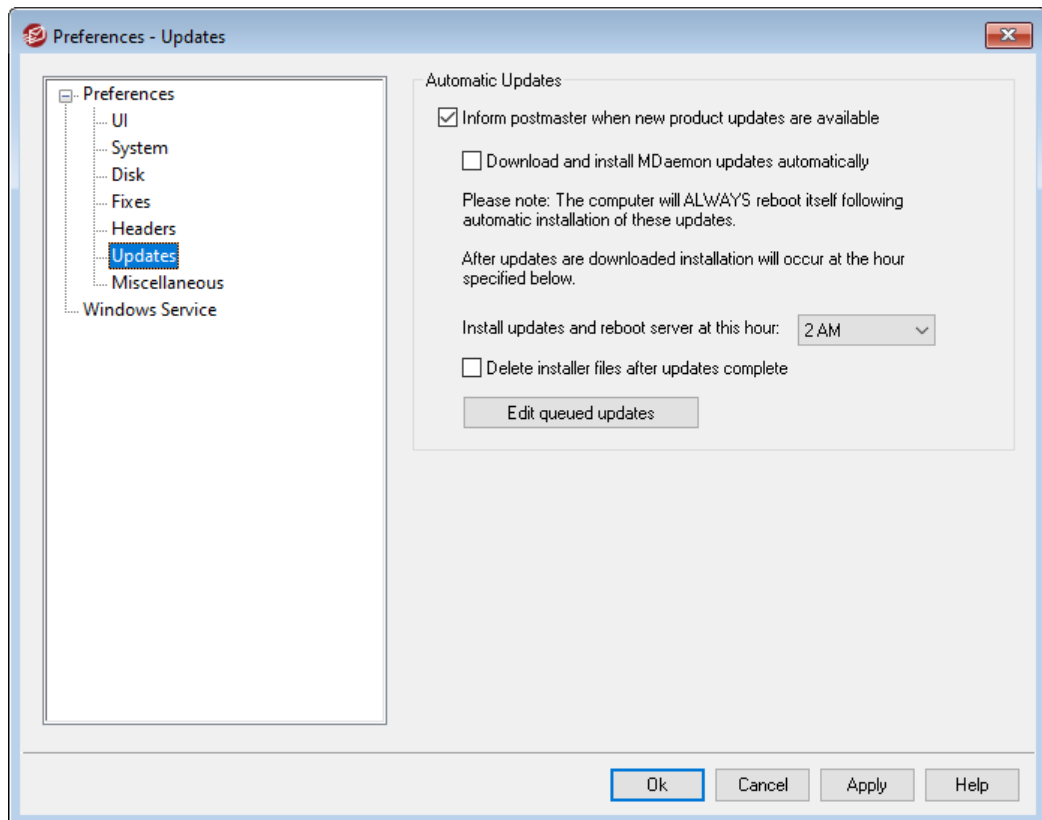 Preferences - Updates
Preferences
UI
System
Disk
Fixes
Headers
Updates
Miscellaneous
Windows Service
Automatic Updates
Inform postmaster when new product updates are available
Download and install MDaemon updates automatically
Please note: The computer will ALWAYS reboot itself following
automatic installation of these updates.
After updates are downloaded installation will occur at the hour
specified below.
Install updates and reboot server at this hour: 2 AM
Delete installer files after updates complete
Edit queued updates
Ok Cancel Apply Help